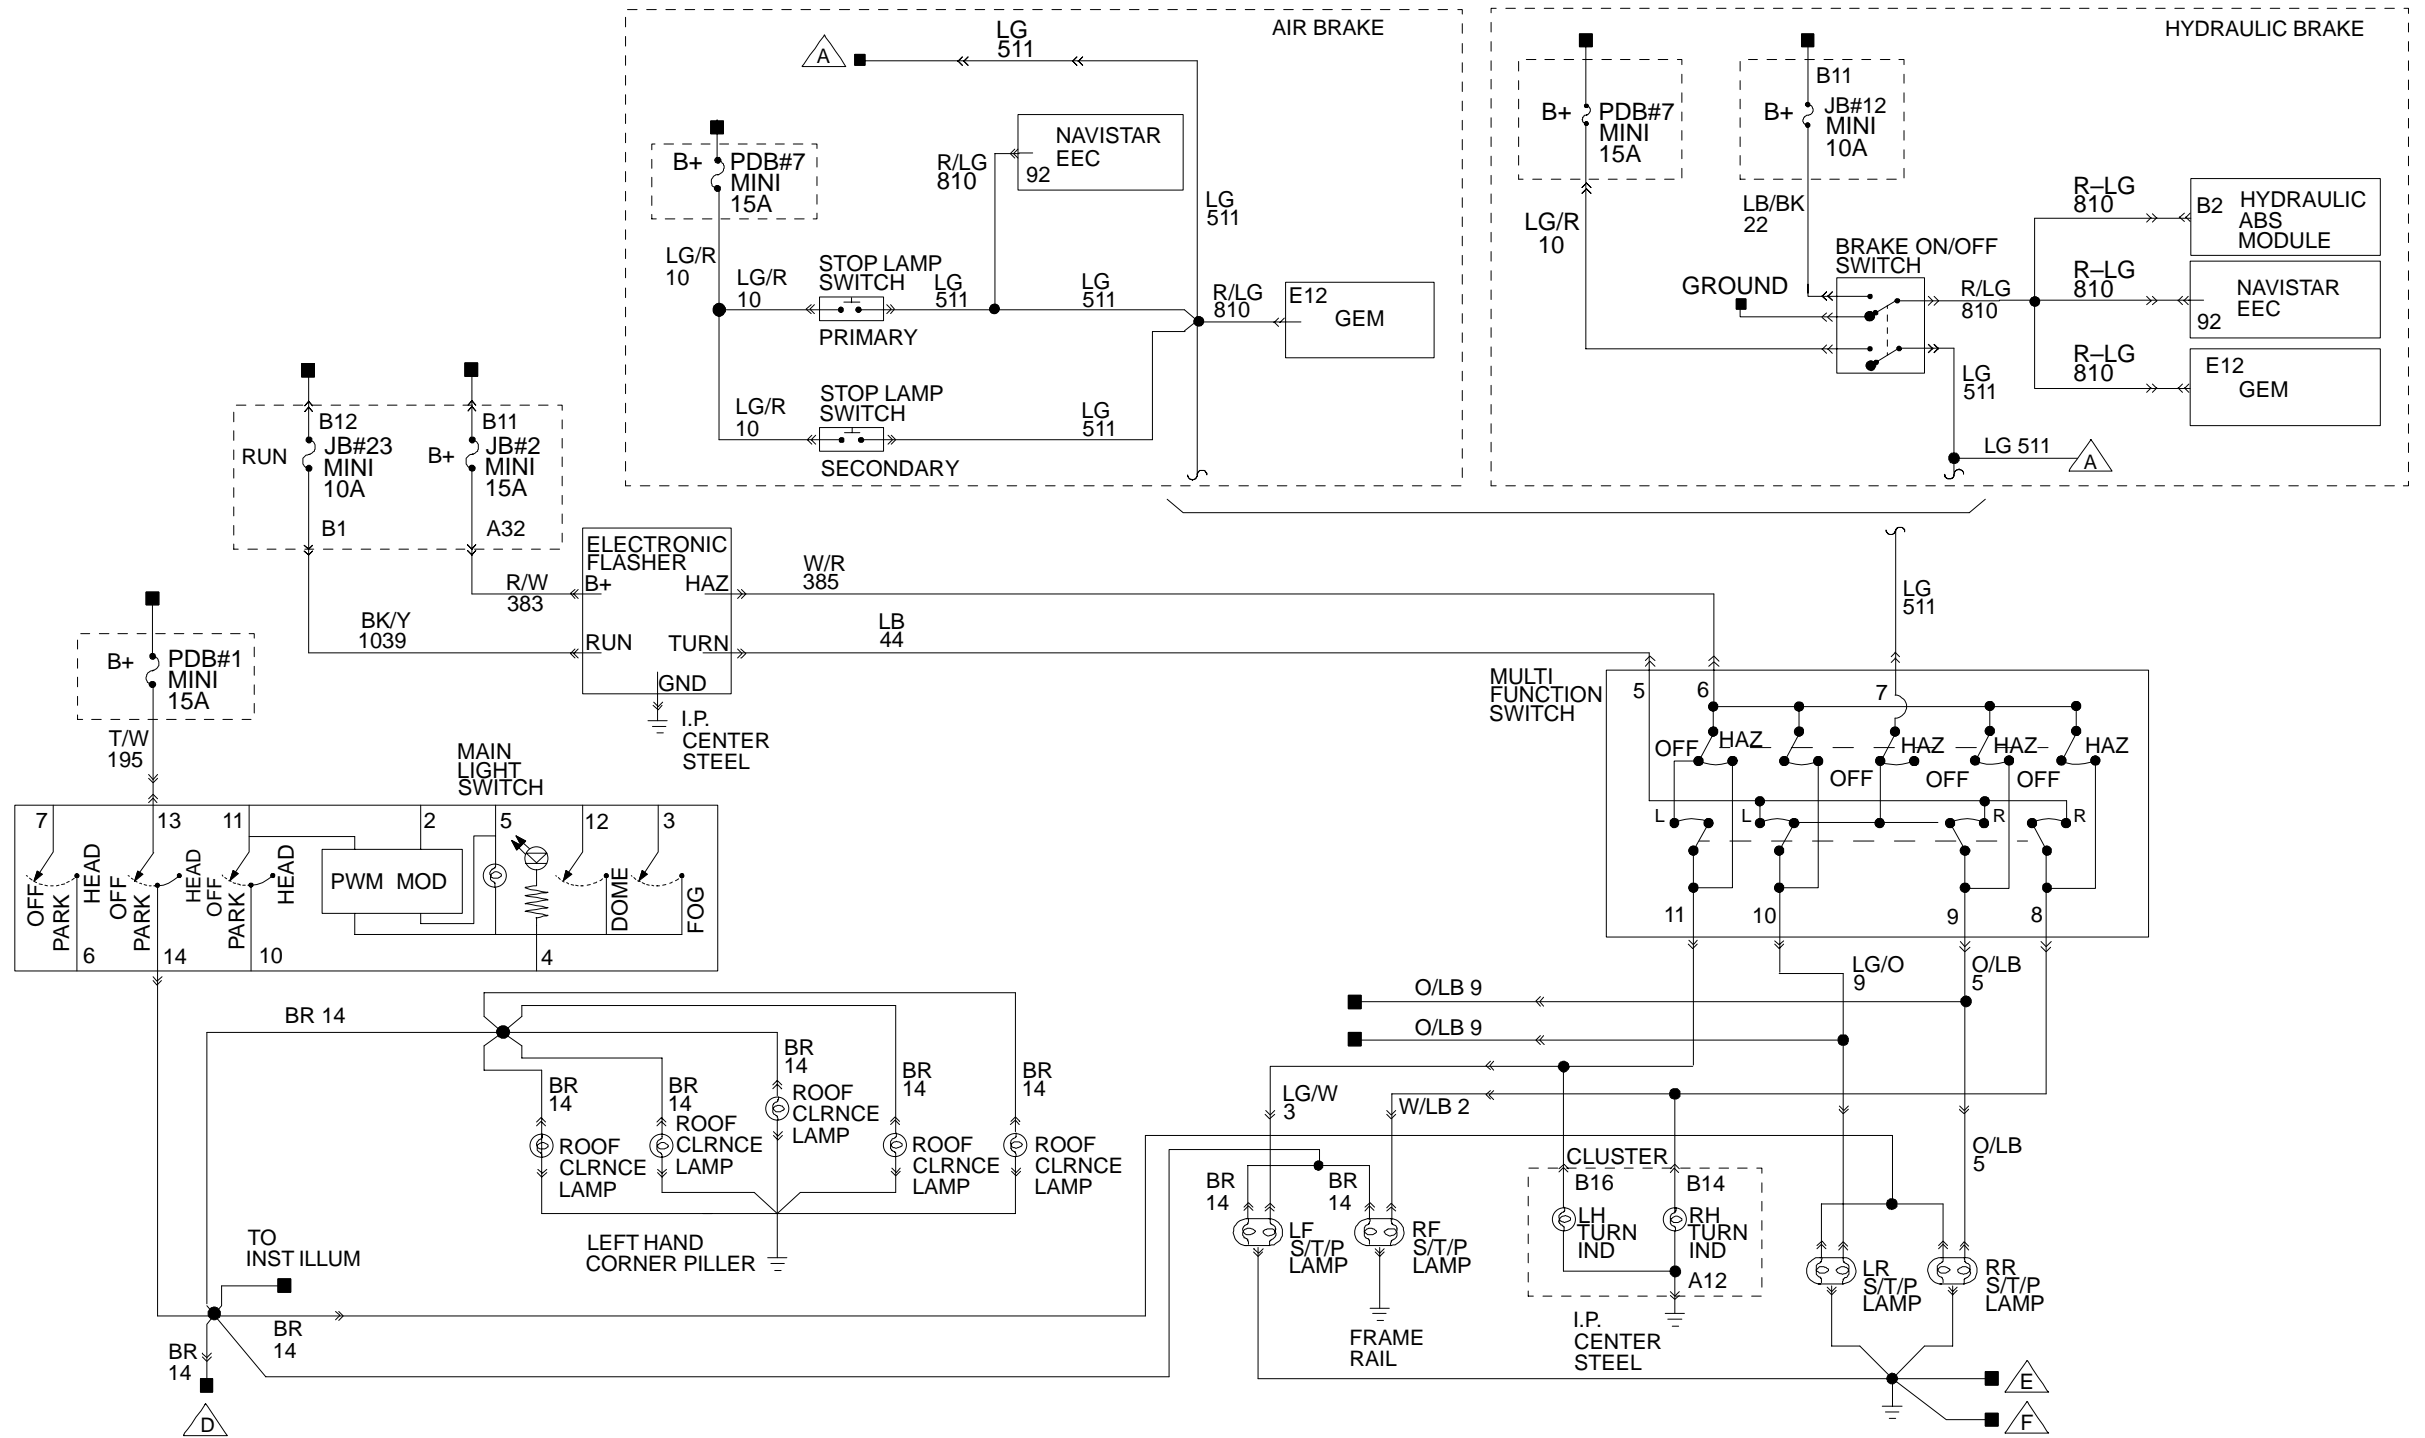 AIR BRAKE
LG
511
A
PDB#7
B+
MINI
15A
NAVISTAR
EEC
92
R/LG
810
LG
511
LG/R
10
LG/R
10
STOP LAMP
SWITCH
PRIMARY
LG
511
LG
511
R/LG
810
E12
GEM
LG/R
10
STOP LAMP
SWITCH
SECONDARY
LG
511
HYDRAULIC BRAKE
B+
PDB#7
MINI
15A
B11
B+
JB#12
MINI
10A
LG/R
10
LB/BK
22
GROUND
BRAKE ON/OFF
SWITCH
R/LG
810
R–LG
810
B2
HYDRAULIC
ABS
MODULE
R–LG
810
NAVISTAR
EEC
92
R–LG
810
E12
GEM
LG
511
LG 511
A
RUN
B12
JB#23
MINI
10A
B1
B+
B11
JB#2
MINI
15A
A32
R/W
383
BK/Y
1039
ELECTRONIC
FLASHER
B+
HAZ
RUN
TURN
GND
I.P.
CENTER
STEEL
W/R
385
LB
44
LG
511
B+
PDB#1
MINI
15A
T/W
195
MAIN
LIGHT
SWITCH
7
13
11
2
5
12
3
OFF
PARK
HEAD
OFF
PARK
HEAD
OFF
PARK
HEAD
PWM MOD
DOME
FOG
6
14
10
4
MULTI
FUNCTION
SWITCH
5
6
7
OFF
HAZ
OFF
HAZ
OFF
HAZ
OFF
HAZ
L
L
R
R
11
10
9
8
LG/O
9
O/LB
5
O/LB 9
O/LB 9
BR 14
BR
14
BR
14
BR
14
BR
14
BR
14
ROOF
CLRNCE
LAMP
ROOF
CLRNCE
LAMP
ROOF
CLRNCE
LAMP
ROOF
CLRNCE
LAMP
ROOF
CLRNCE
LAMP
LEFT HAND
CORNER PILLER
TO
INST ILLUM
BR
14
BR
14
D
LG/W
3
W/LB 2
BR
14
BR
14
LF
S/T/P
LAMP
RF
S/T/P
LAMP
FRAME
RAIL
CLUSTER
B16
B14
LH
TURN
IND
RH
TURN
IND
A12
I.P.
CENTER
STEEL
O/LB
5
LR
S/T/P
LAMP
RR
S/T/P
LAMP
E
F